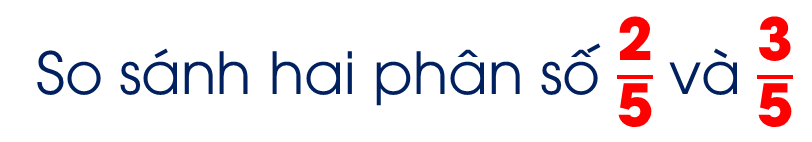 So sánh hai phân số 2/5 và 3/5